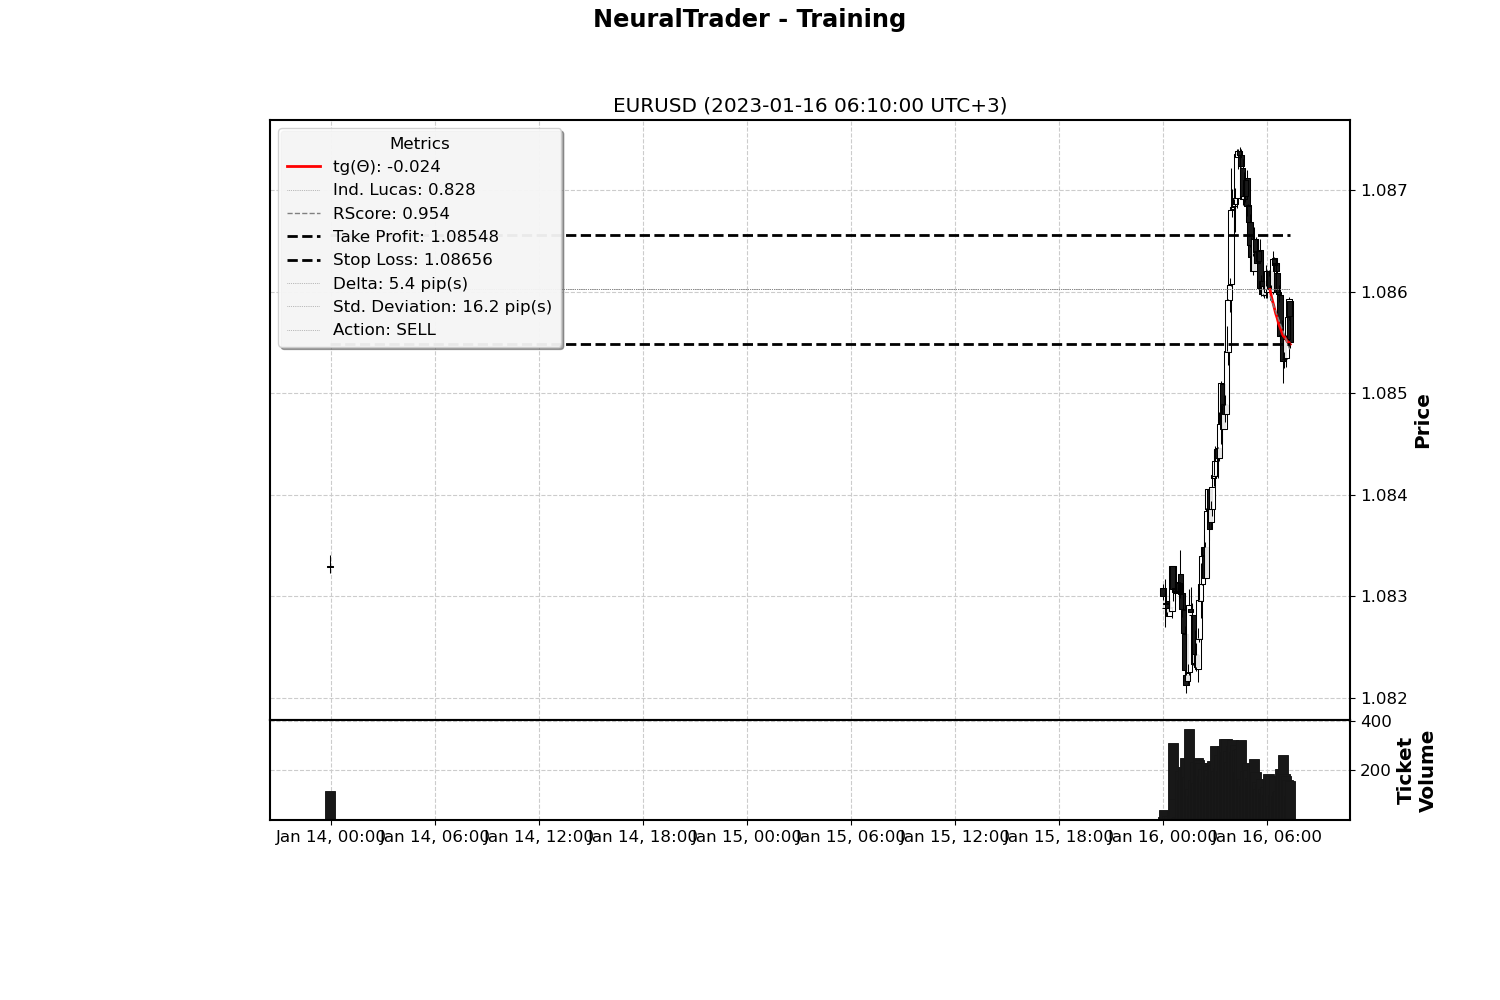 NeuralTrader - Training
EURUSD (2023-01-16 06:10:00 UTC+3)
Metrics
tg(Θ): -0.024
Ind. Lucas: 0.828
RScore: 0.954
Take Profit: 1.08548
Stop Loss: 1.08656
Delta: 5.4 pip(s)
Std. Deviation: 16.2 pip(s)
Action: SELL
1.087
1.086
1.085
1.084
1.083
1.082
Price
400
200
Ticket
Volume
Jan 14, 00:00
Jan 14, 06:00
Jan 14, 12:00
Jan 14, 18:00
Jan 15, 00:00
Jan 15, 06:00
Jan 15, 12:00
Jan 15, 18:00
Jan 16, 00:00
Jan 16, 06:00